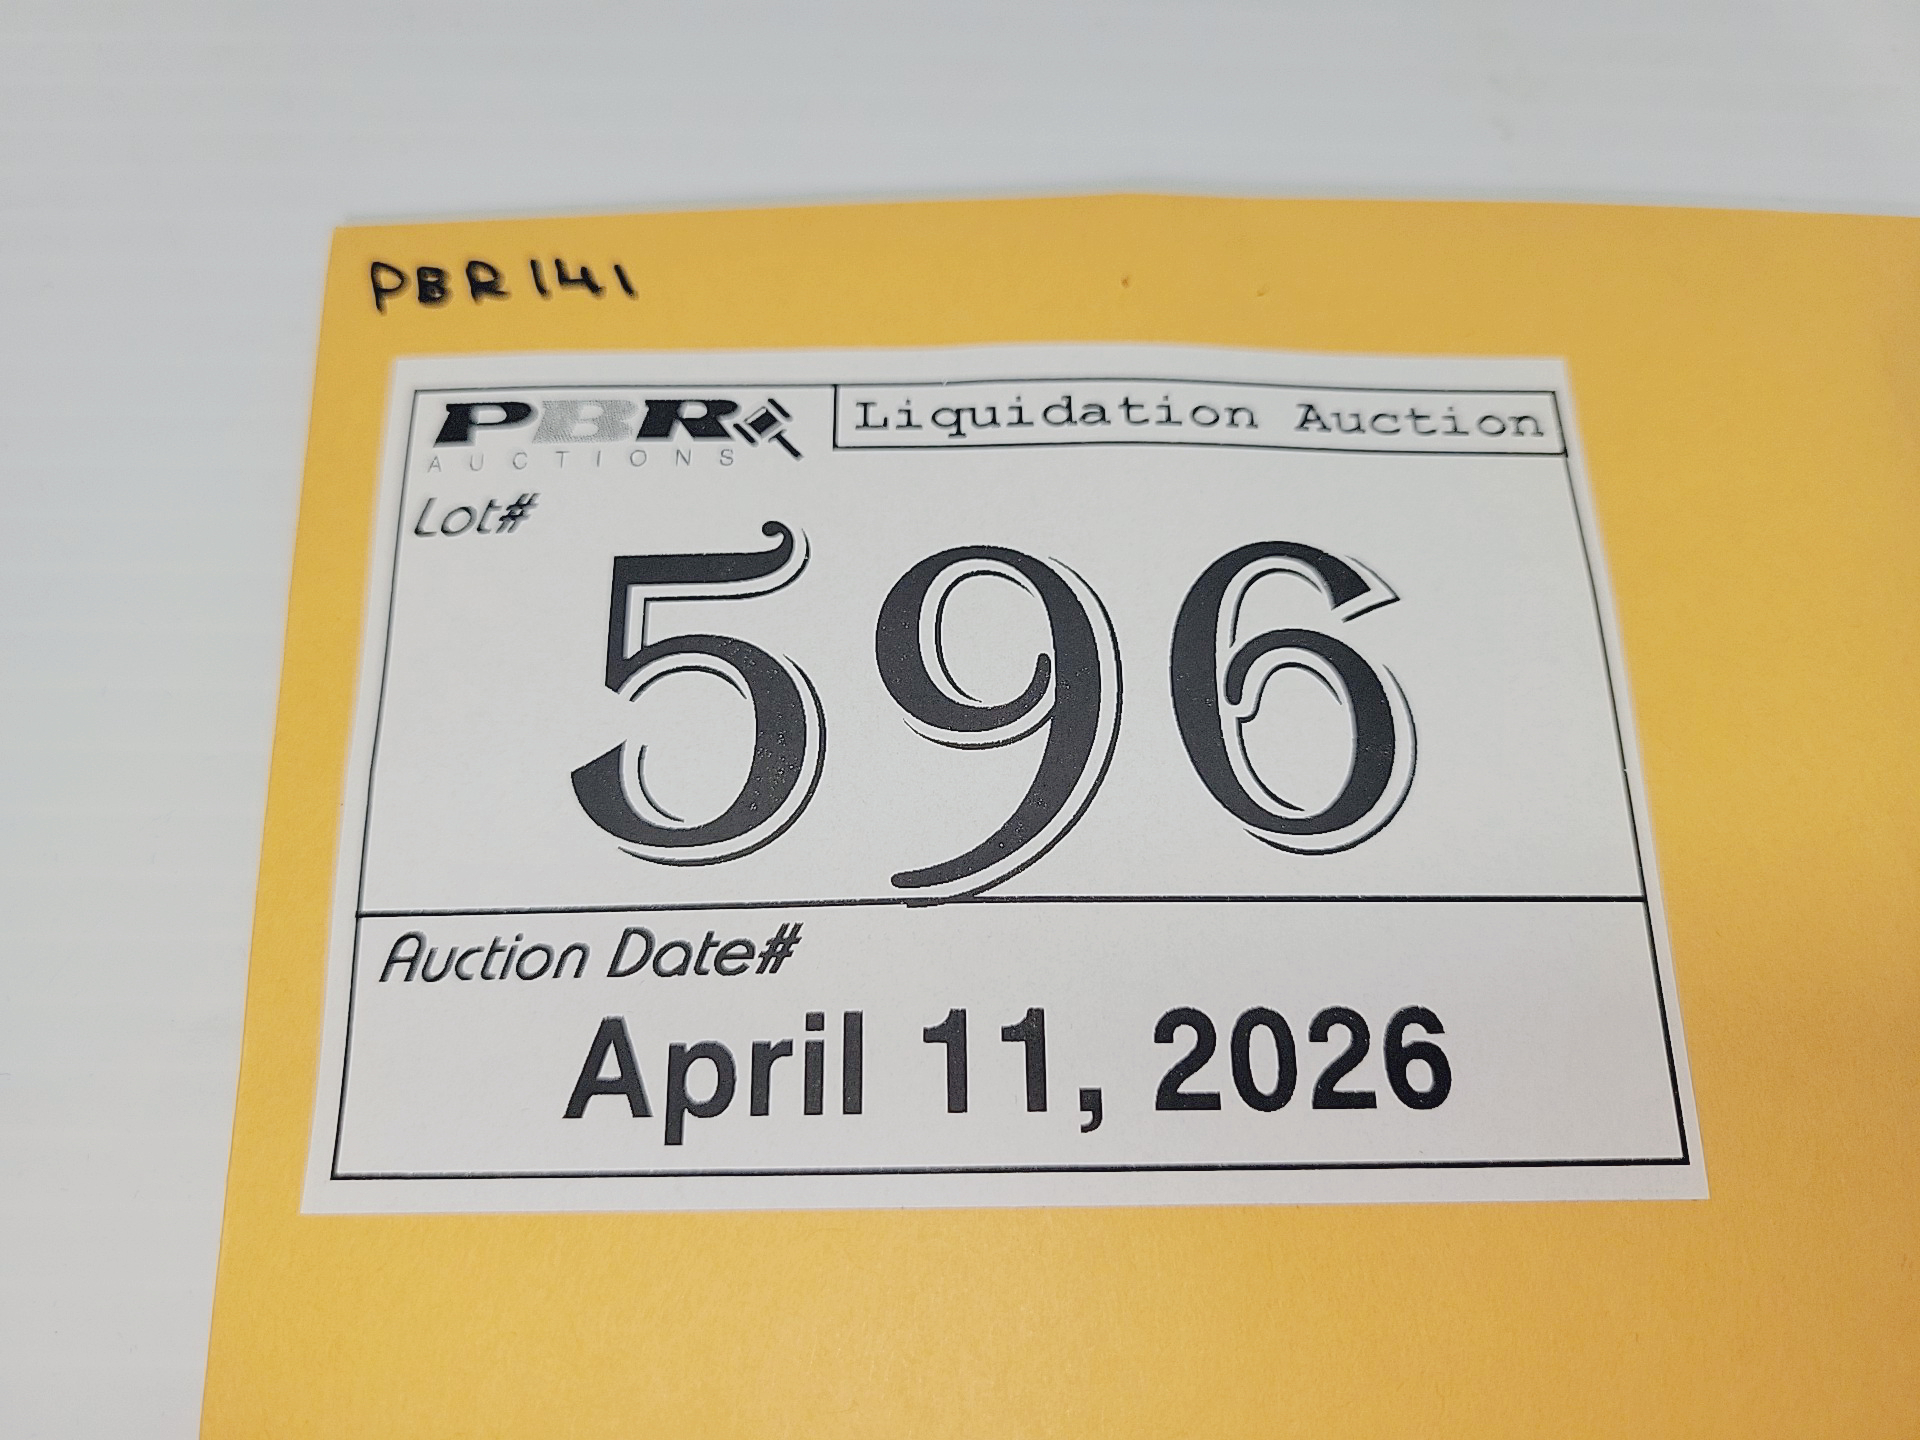 PBR141
PBR
AUCTIONS
Liquidation Auction
Lot#
596
Auction Date#
April 11, 2026